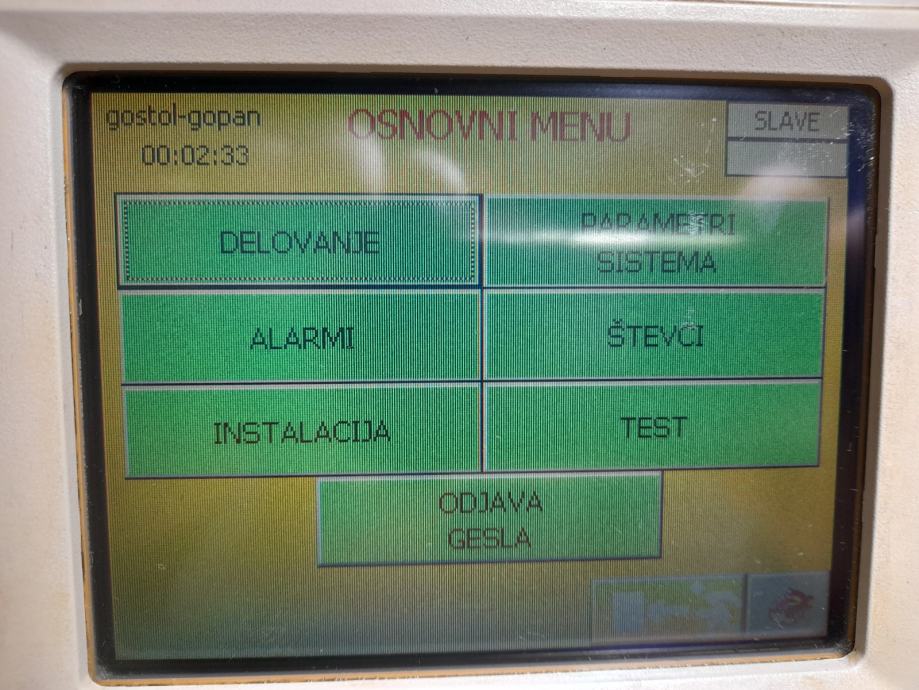 gostol-gopan
OSNOVNI MENU
SLAVE
00:02:33
DELOVANJE
PARAMETRI
SISTEMA
ALARMI
ŠTEVCI
INSTALACIJA
TEST
ODJAVA
GESLA